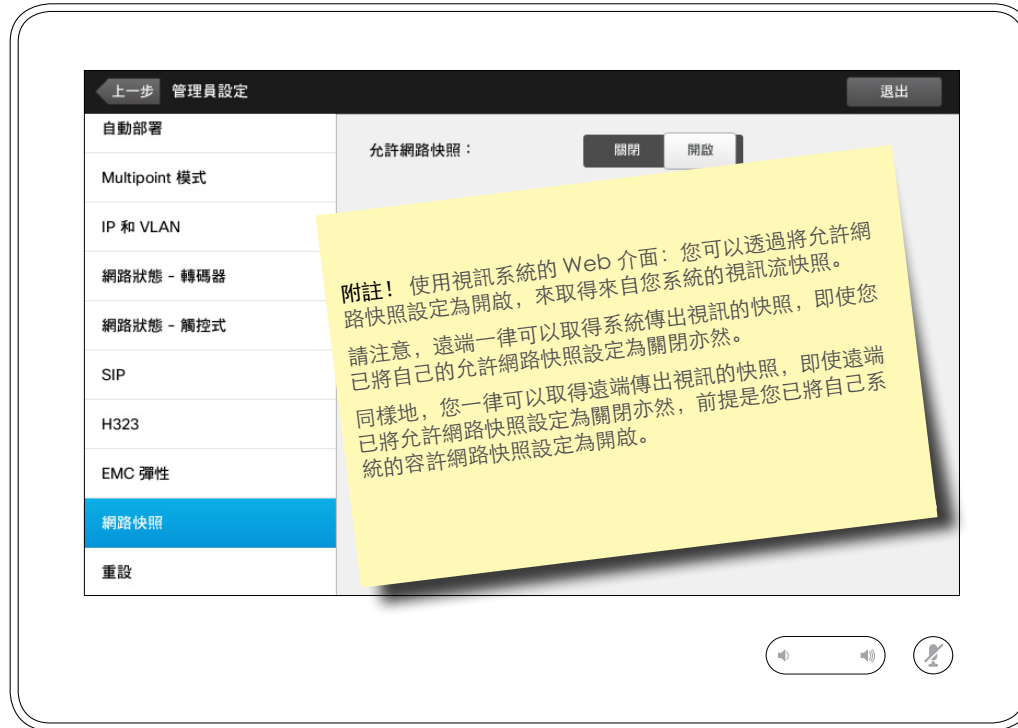 上一步
管理員設定
退出
自動部署
Multipoint 模式
IP 和 VLAN
網路狀態 - 轉碼器
網路狀態 - 觸控式
SIP
H323
EMC 彈性
網路快照
重設
允許網路快照：
關閉
開啟
附註！ 使用視訊系統的 Web 介面：您可以透過將允許網
路快照設定為開啟，來取得來自您系統的視訊流快照。
請注意，遠端一律可以取得系統傳出視訊的快照，即使您
已將自己的允許網路快照設定為關閉亦然。
同樣地，您一律可以取得遠端傳出視訊的快照，即使遠端
已將允許網路快照設定為關閉亦然，前提是您已將自己系
統的容許網路快照設定為開啟。